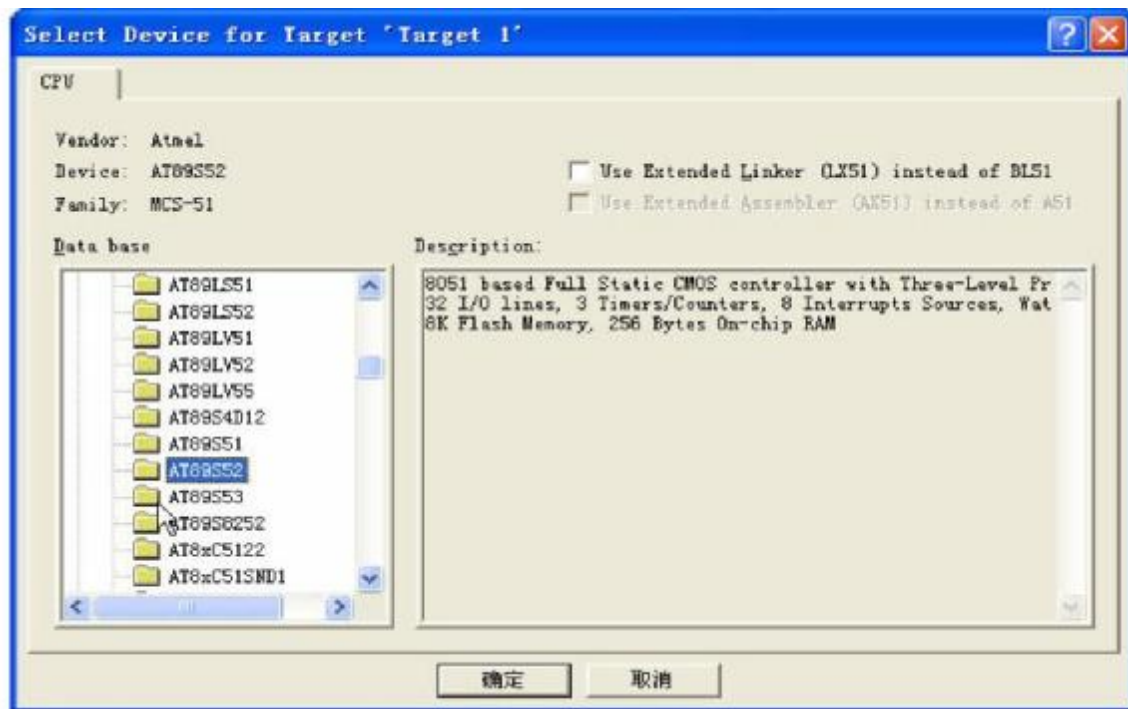 Select Device for Target 'Target 1'
CPU
Vendor: Atmel
Device: AT89S52
Family: MCS-51
Use Extended Linker (LX51) instead of BL51
Use Extended Assembler (AX51) instead of A51
Data base
AT89LS51
AT89LS52
AT89LV51
AT89LV52
AT89LV55
AT89S4D12
AT89S51
AT89S52
AT89S53
AT89S8252
AT8xC5122
AT8xC51SND1
Description:
8051 based Full Static CMOS controller with Three-Level Pr
32 I/O lines, 3 Timers/Counters, 8 Interrupts Sources, Wat
8K Flash Memory, 256 Bytes On-chip RAM
确定
取消